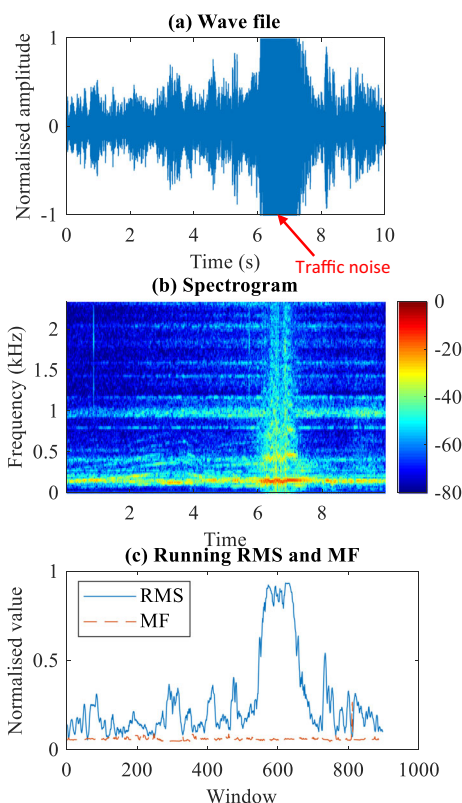 (a) Wave file
Normalised amplitude
1
0
-1
0 2 4 6 8 10
Time (s)
Traffic noise
(b) Spectrogram
Frequency (kHz)
2
1.5
1
0.5
0
2 4 6 8
Time
0
-20
-40
-60
-80
(c) Running RMS and MF
Normalised value
1
0.5
0
RMS
MF
0 200 400 600 800 1000
Window